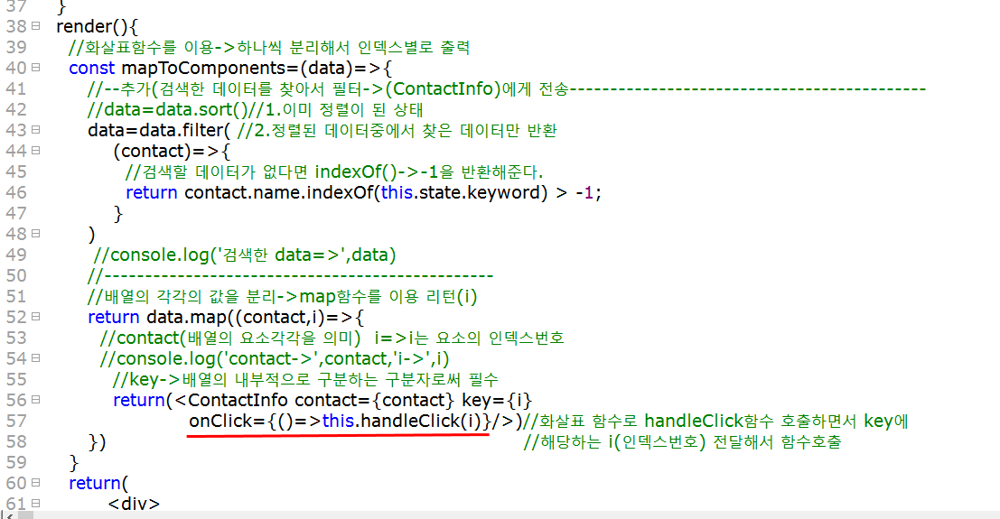 37 }
38 render(){
39 //화살표함수를 이용->하나씩 분리해서 인덱스별로 출력
40 const mapToComponents=(data)=>{
41 //--추가(검색한 데이터를 찾아서 필터->(ContactInfo)에게 전송--------------------------------------------
42 //data=data.sort()//1.이미 정렬이 된 상태
43 data=data.filter( //2.정렬된 데이터중에서 찾은 데이터만 반환
44 (contact)=>{
45 //검색할 데이터가 없다면 indexOf()->-1을 반환해준다.
46 return contact.name.indexOf(this.state.keyword) > -1;
47 }
48 )
49 //console.log('검색한 data=>',data)
50 //------------------------------------------------
51 //배열의 각각의 값을 분리->map함수를 이용 리턴(i)
52 return data.map((contact,i)=>{
53 //contact(배열의 요소각각을 의미) i=>i는 요소의 인덱스번호
54 //console.log('contact->',contact,'i->',i)
55 //key->배열의 내부적으로 구분하는 구분자로써 필수
56 return(<ContactInfo contact={contact} key={i}
57 onClick={()=>this.handleClick(i)}/>)//화살표 함수로 handleClick함수 호출하면서 key에
58 }) //해당하는 i(인덱스번호) 전달해서 함수호출
59 }
60 return(
61 <div>